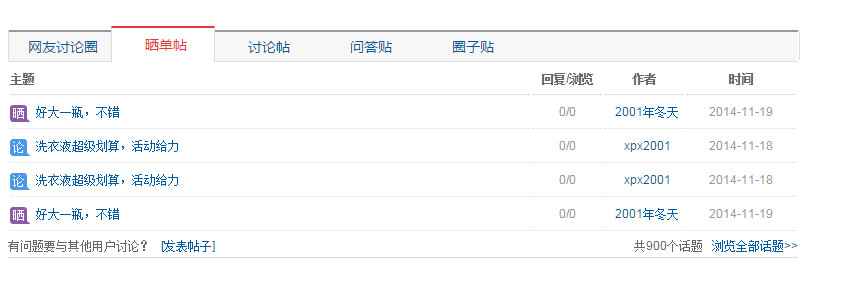 网友讨论圈 晒单帖 讨论帖 问答贴 圈子贴
主题 回复/浏览 作者 时间
晒 好大一瓶，不错 0/0 2001年冬天 2014-11-19
论 洗衣液超级划算，活动给力 0/0 xpx2001 2014-11-18
论 洗衣液超级划算，活动给力 0/0 xpx2001 2014-11-18
晒 好大一瓶，不错 0/0 2001年冬天 2014-11-19
有问题要与其他用户讨论？ [发表帖子] 共900个话题 浏览全部话题>>